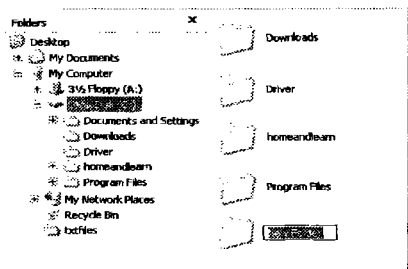 Folders
Desktop
My Documents
My Computer
3½ Floppy (A:)
Documents and Settings
Downloads
Driver
homeandlearn
Program Files
My Network Places
Recycle Bin
txtfiles
Downloads
Driver
homeandlearn
Program Files